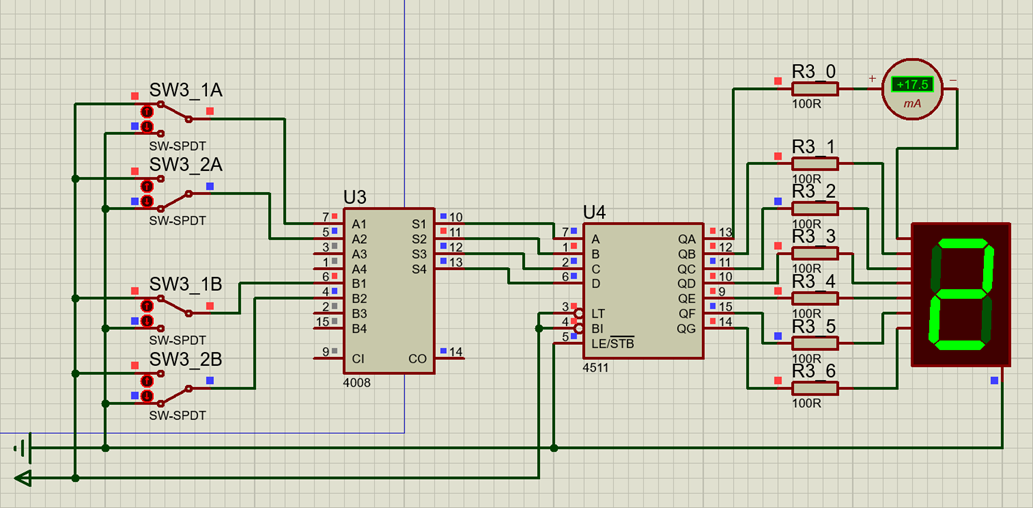 SW3_1A
SW-SPDT
SW3_2A
SW-SPDT
SW3_1B
SW-SPDT
SW3_2B
SW-SPDT
U3
7 A1 S1 10
5 A2 S2 11
3 A3 S3 12
1 A4 S4 13
6 B1
4 B2
2 B3
15 B4
9 CI CO 14
4008
U4
7 A QA 13
1 B QB 12
2 C QC 11
6 D QD 10
QE 9
3 LT QF 15
4 BI QG 14
5 LE/STB
4511
R3_0
100R
+ −
+17.5
mA
R3_1
100R
R3_2
100R
R3_3
100R
R3_4
100R
R3_5
100R
R3_6
100R
2